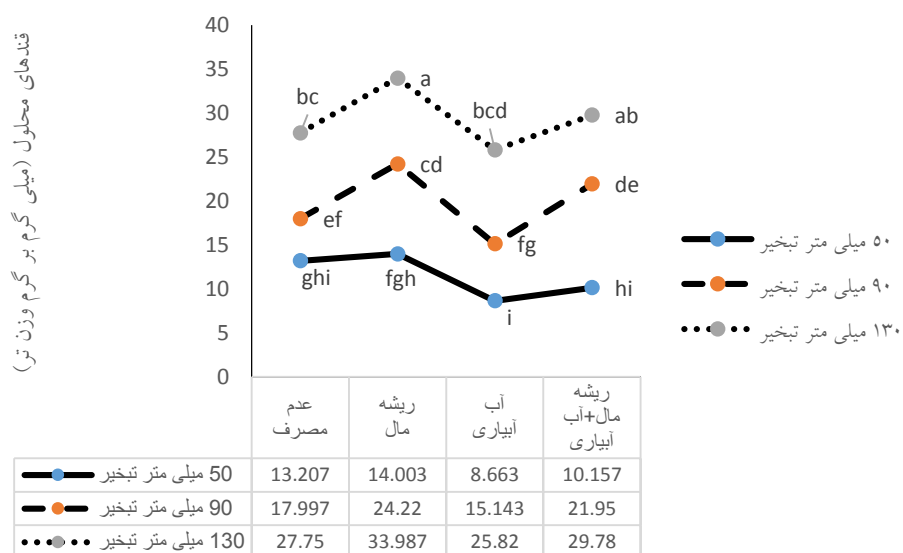 قندهای محلول (میلی گرم بر گرم وزن تر)
40
35
30
25
20
15
10
5
0
bc
a
bcd
ab
ef
cd
fg
de
ghi
fgh
i
hi
۵۰ میلی متر تبخیر
۹۰ میلی متر تبخیر
۱۳۰ میلی متر تبخیر
عدم
مصرف
ریشه
مال
آب
آبیاری
ریشه
مال+آب
آبیاری
50 میلی متر تبخیر 13.207 14.003 8.663 10.157
90 میلی متر تبخیر 17.997 24.22 15.143 21.95
130 میلی متر تبخیر 27.75 33.987 25.82 29.78